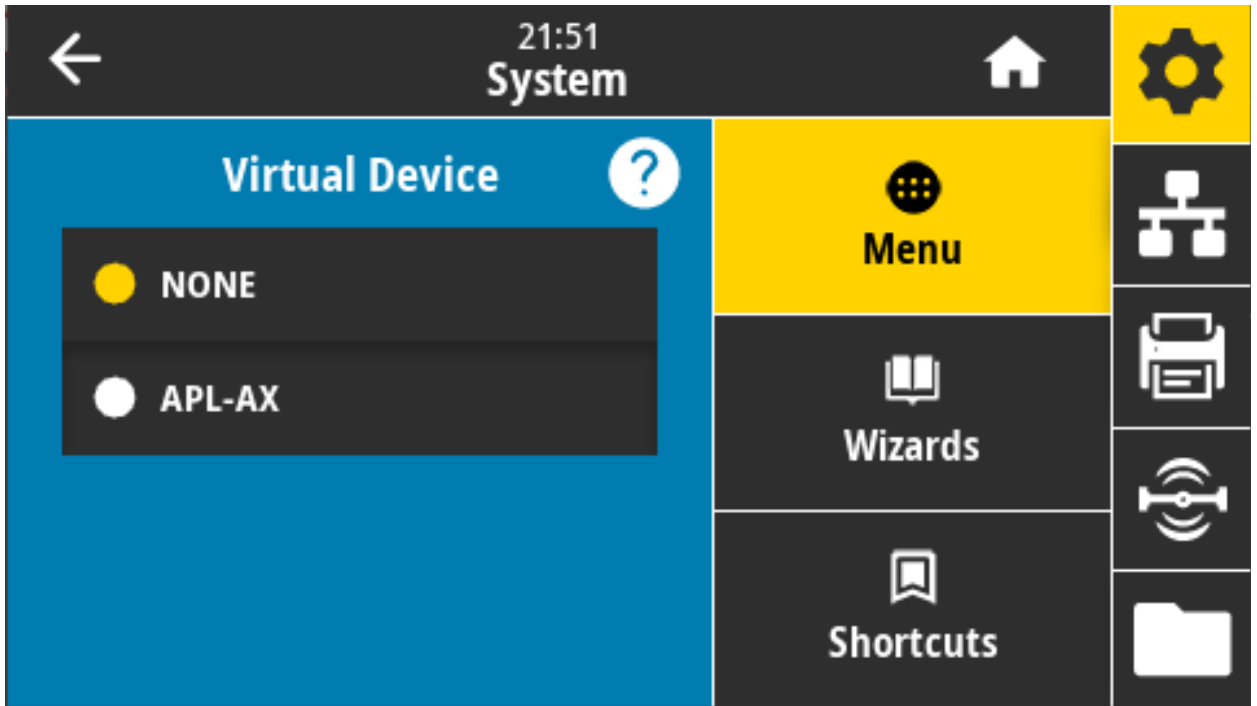 21:51
System
Virtual Device
?
NONE
APL-AX
Menu
Wizards
Shortcuts